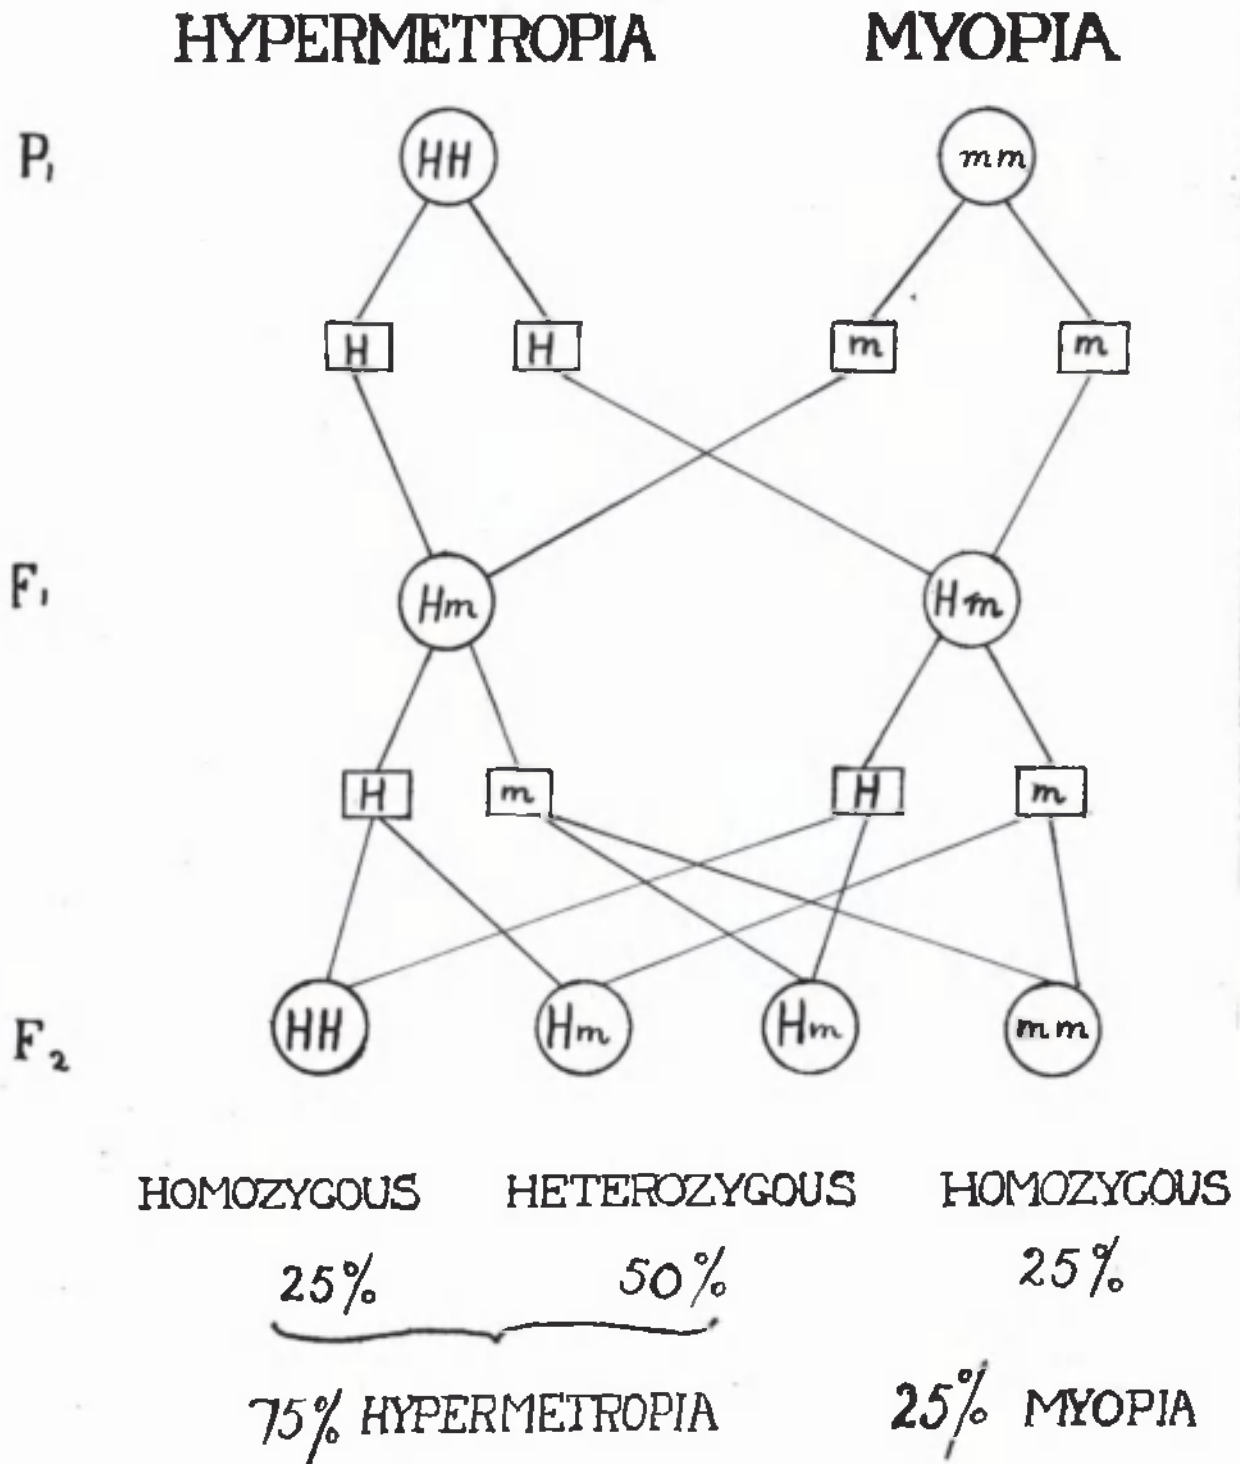 HYPERMETROPIA MYOPIA
P₁ HH mm
H H m m
F₁ Hm Hm
H m H m
F₂ HH Hm Hm mm
HOMOZYGOUS HETEROZYGOUS HOMOZYGOUS
25% 50% 25%
75% HYPERMETROPIA 25% MYOPIA